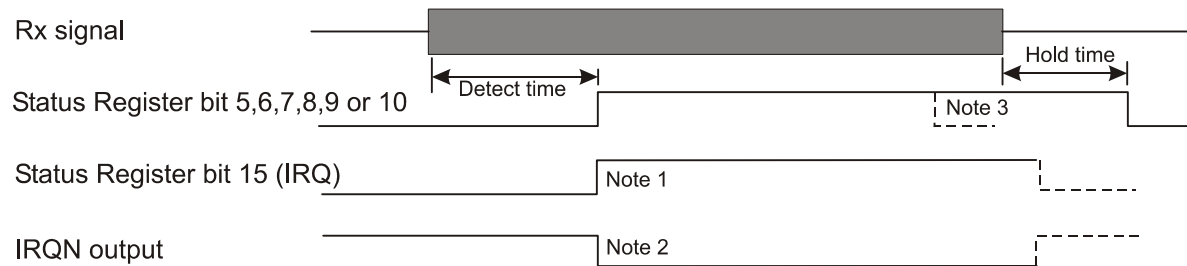 Rx signal
Hold time
Detect time
Status Register bit 5,6,7,8,9 or 10
Note 3
Status Register bit 15 (IRQ)
Note 1
IRQN output
Note 2